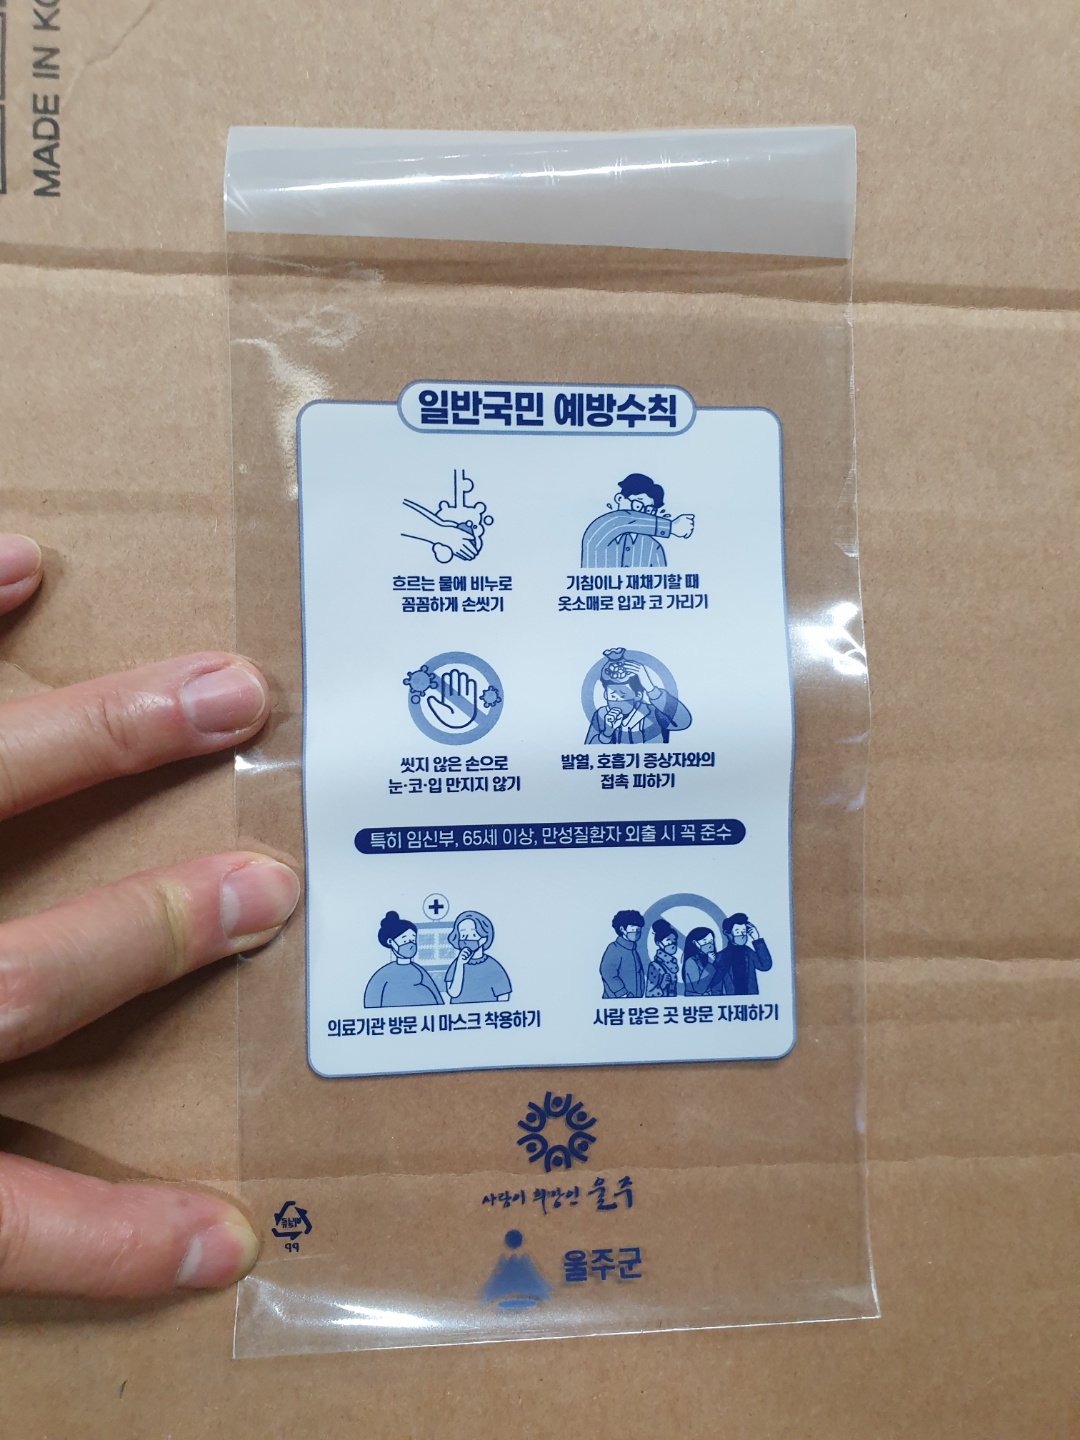 MADE IN KO
일반국민 예방수칙
흐르는 물에 비누로
꼼꼼하게 손씻기
기침이나 재채기할 때
옷소매로 입과 코 가리기
씻지 않은 손으로
눈·코·입 만지지 않기
발열, 호흡기 증상자와의
접촉 피하기
특히 임신부, 65세 이상, 만성질환자 외출 시 꼭 준수
의료기관 방문 시 마스크 착용하기
사람 많은 곳 방문 자제하기
사람이 희망인 울주
울주군
PP